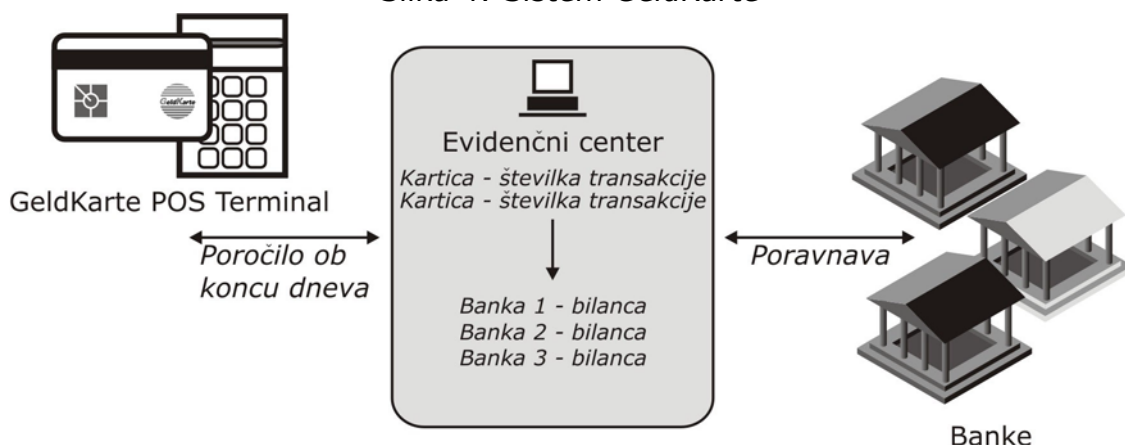 GeldKarte
GeldKarte POS Terminal
Poročilo ob
koncu dneva
Evidenčni center
Kartica - številka transakcije
Kartica - številka transakcije
Banka 1 - bilanca
Banka 2 - bilanca
Banka 3 - bilanca
Poravnava
Banke